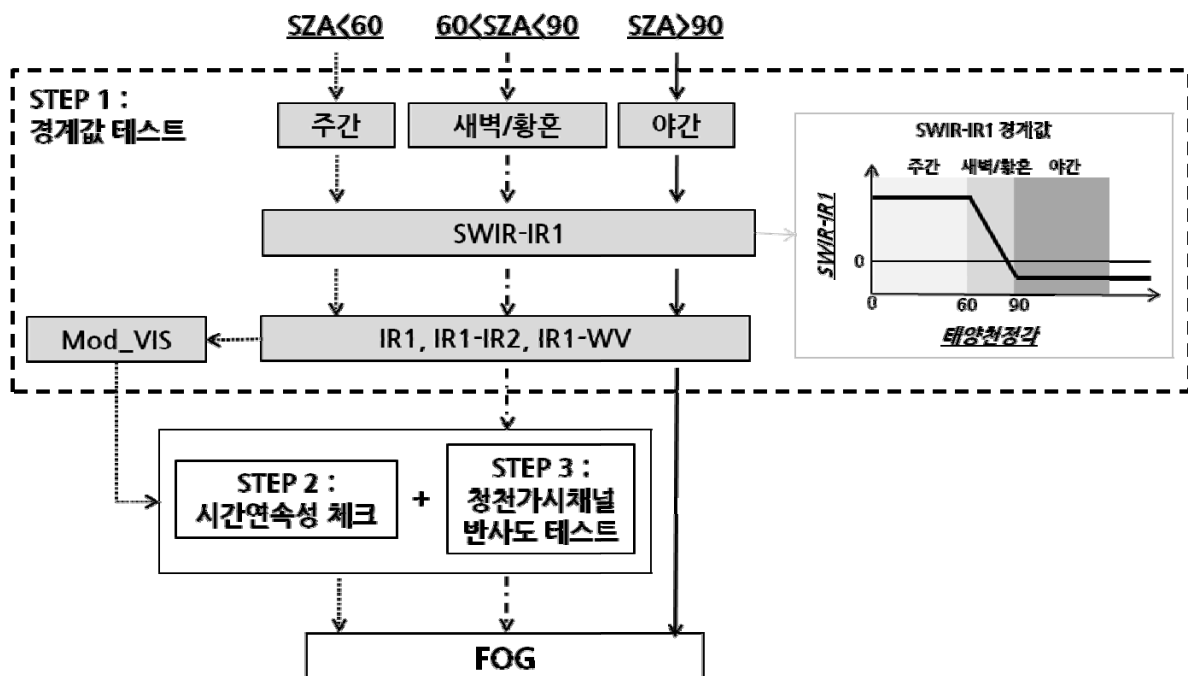 SZA<60
60<SZA<90
SZA>90
STEP 1 :
경계값 테스트
주간
새벽/황혼
야간
SWIR-IR1
IR1, IR1-IR2, IR1-WV
Mod_VIS
SWIR-IR1 경계값
주간
새벽/황혼
야간
SWIR-IR1
0
0
60
90
태양천정각
STEP 2 :
시간연속성 체크
+
STEP 3 :
청천가시채널
반사도 테스트
FOG